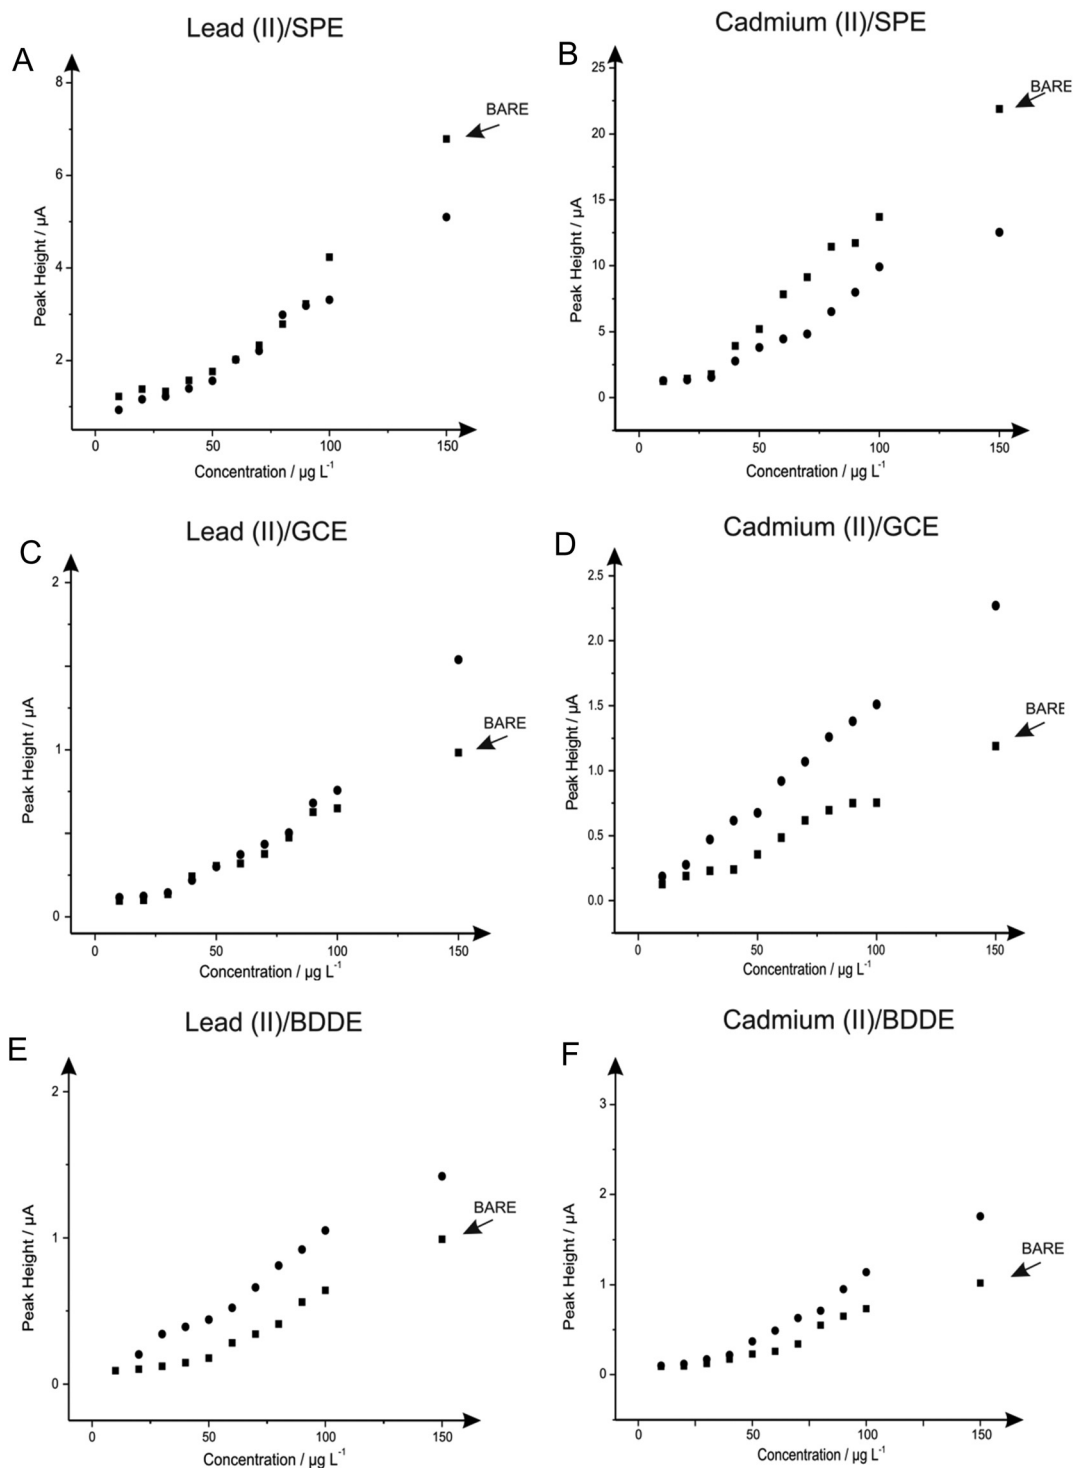 Lead (II)/SPE
A
8
6
4
2
Peak Height / µA
BARE
0 50 100 150
Concentration / µg L⁻¹
Cadmium (II)/SPE
B
25
20
15
10
5
0
Peak Height / µA
BARE
0 50 100 150
Concentration / µg L⁻¹
Lead (II)/GCE
C
2
1
0
Peak Height / µA
BARE
0 50 100 150
Concentration / µg L⁻¹
Cadmium (II)/GCE
D
2.5
2.0
1.5
1.0
0.5
0.0
Peak Height / µA
BARE
0 50 100 150
Concentration / µg L⁻¹
Lead (II)/BDDE
E
2
1
0
Peak Height / µA
BARE
0 50 100 150
Concentration / µg L⁻¹
Cadmium (II)/BDDE
F
3
2
1
0
Peak Height / µA
BARE
0 50 100 150
Concentration / µg L⁻¹